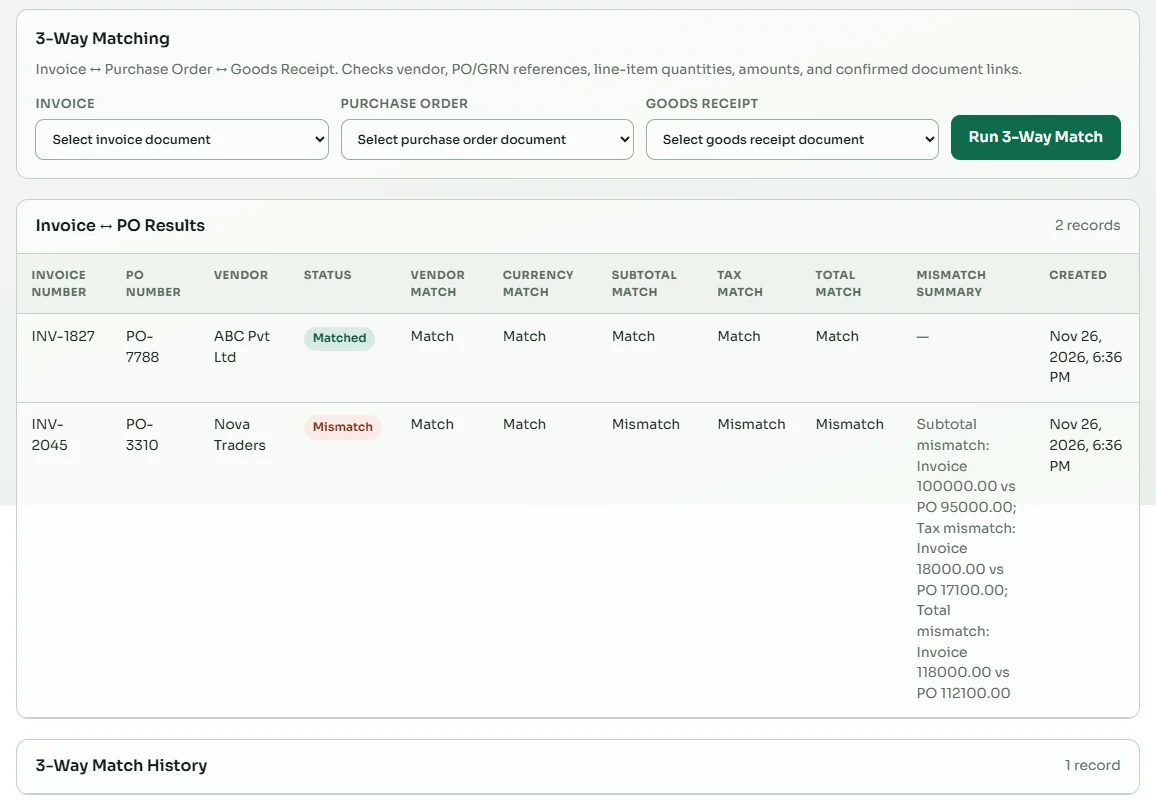 3-Way Matching
Invoice ↔ Purchase Order ↔ Goods Receipt. Checks vendor, PO/GRN references, line-item quantities, amounts, and confirmed document links.
INVOICE
PURCHASE ORDER
GOODS RECEIPT
Select invoice document
Select purchase order document
Select goods receipt document
Run 3-Way Match
Invoice ↔ PO Results
2 records
INVOICE NUMBER
PO NUMBER
VENDOR
STATUS
VENDOR MATCH
CURRENCY MATCH
SUBTOTAL MATCH
TAX MATCH
TOTAL MATCH
MISMATCH SUMMARY
CREATED
INV-1827
PO-
7788
ABC Pvt
Ltd
Matched
Match
Match
Match
Match
Match
—
Nov 26,
2026, 6:36
PM
INV-
2045
PO-
3310
Nova
Traders
Mismatch
Match
Match
Mismatch
Mismatch
Mismatch
Subtotal
mismatch:
Invoice
100000.00 vs
PO 95000.00;
Tax mismatch:
Invoice
18000.00 vs
PO 17100.00;
Total
mismatch:
Invoice
118000.00 vs
PO 112100.00
Nov 26,
2026, 6:36
PM
3-Way Match History
1 record